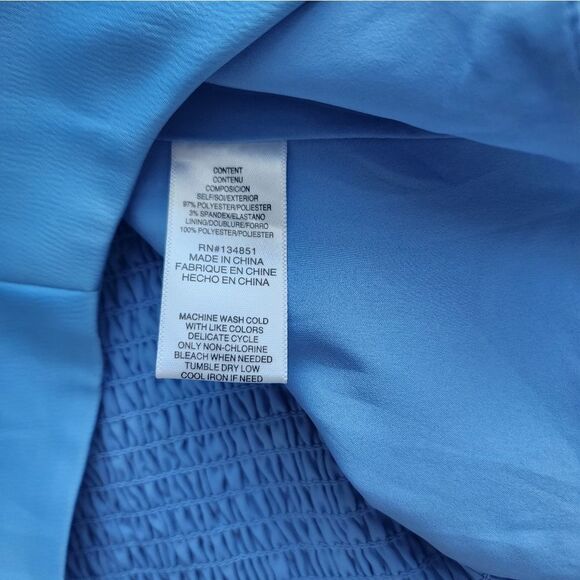 CONTENT
CONTENU
COMPOSICION
SELF/SOI/EXTERIOR
97% POLYESTER/POLIESTER
3% SPANDEX/ELASTANO
LINING/DOUBLURE/FORRO
100% POLYESTER/POLIESTER
RN#134851
MADE IN CHINA
FABRIQUE EN CHINE
HECHO EN CHINA
MACHINE WASH COLD
WITH LIKE COLORS
DELICATE CYCLE
ONLY NON-CHLORINE
BLEACH WHEN NEEDED
TUMBLE DRY LOW
COOL IRON IF NEED